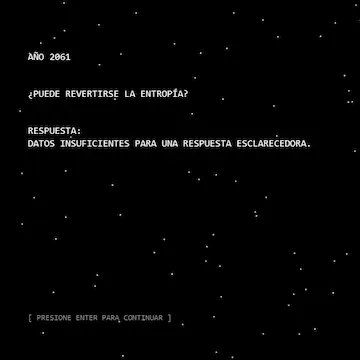 AÑO 2061
¿PUEDE REVERTIRSE LA ENTROPÍA?
RESPUESTA:
DATOS INSUFICIENTES PARA UNA RESPUESTA ESCLARECEDORA.
[ PRESIONE ENTER PARA CONTINUAR ]